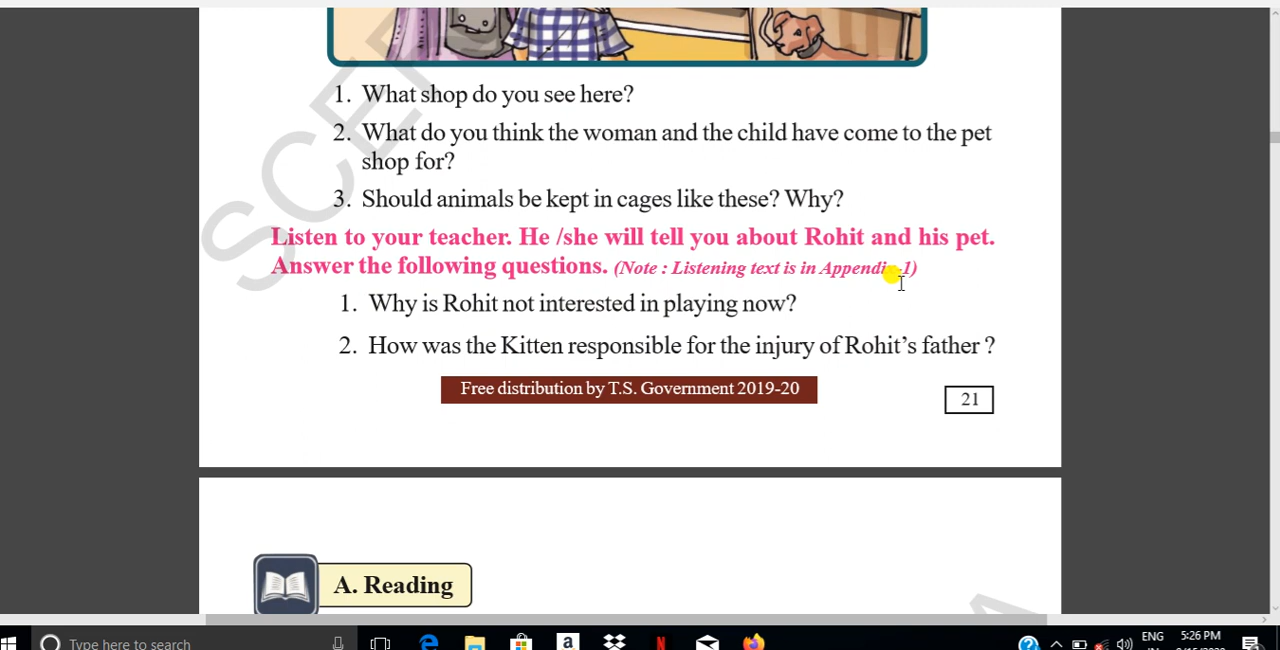 1. What shop do you see here?
2. What do you think the woman and the child have come to the pet
shop for?
3. Should animals be kept in cages like these? Why?
Listen to your teacher. He /she will tell you about Rohit and his pet.
Answer the following questions. (Note : Listening text is in Appendix-1)
1. Why is Rohit not interested in playing now?
2. How was the Kitten responsible for the injury of Rohit's father ?
Free distribution by T.S. Government 2019-20
21
A. Reading
Type here to search
ENG
5:26 PM